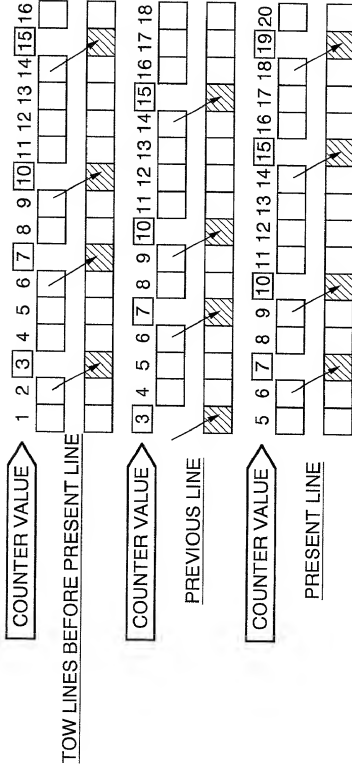 COUNTER VALUE 1 2 3 4 5 6 7 8 9 10 11 12 13 14 15 16
TOW LINES BEFORE PRESENT LINE
COUNTER VALUE 3 4 5 6 7 8 9 10 11 12 13 14 15 16 17 18
PREVIOUS LINE
COUNTER VALUE 5 6 7 8 9 10 11 12 13 14 15 16 17 18 19 20
PRESENT LINE